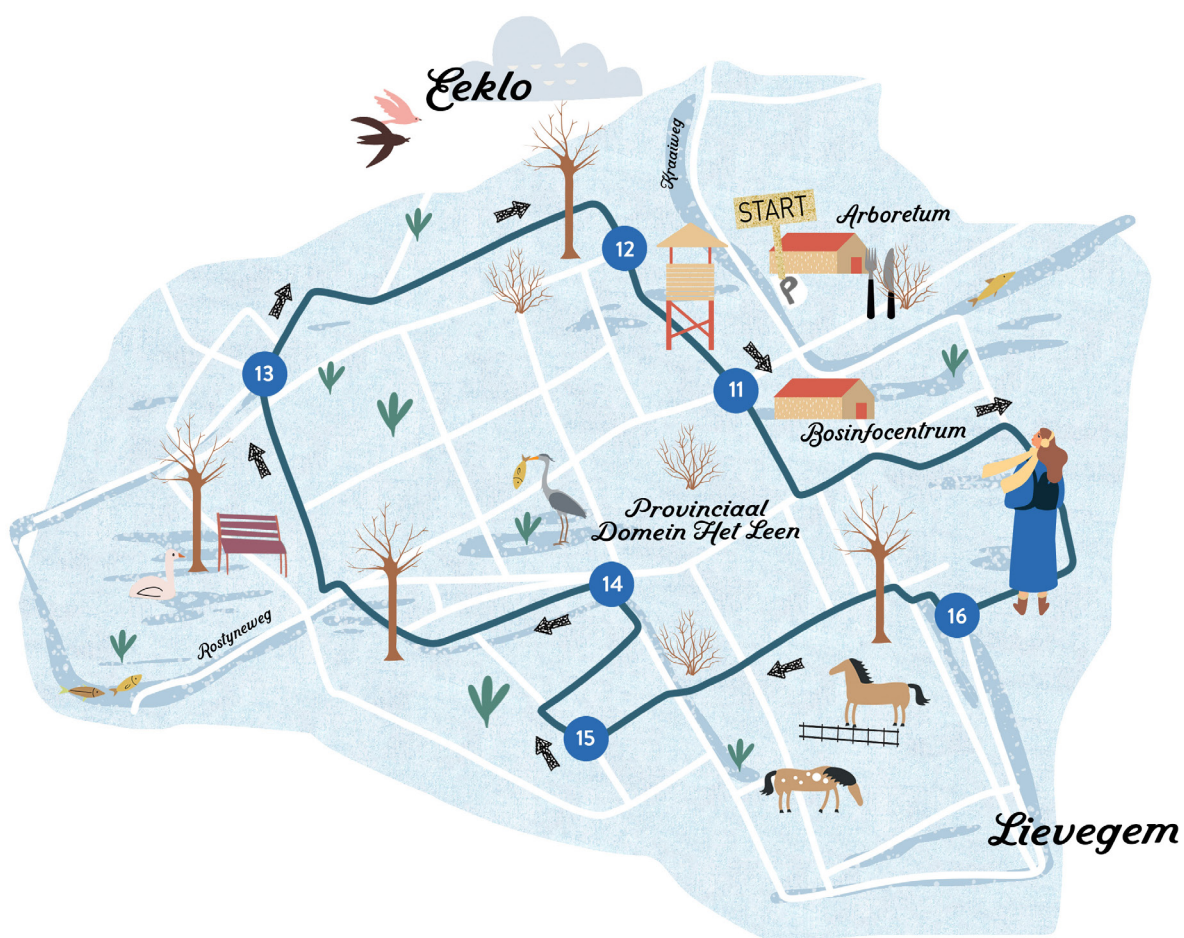 Eeklo
Kraaiweg
START
Arboretum
P
12
13
11
Bosinfocentrum
Provinciaal
Domein Het Leen
14
16
Rostyneweg
15
Lievegem